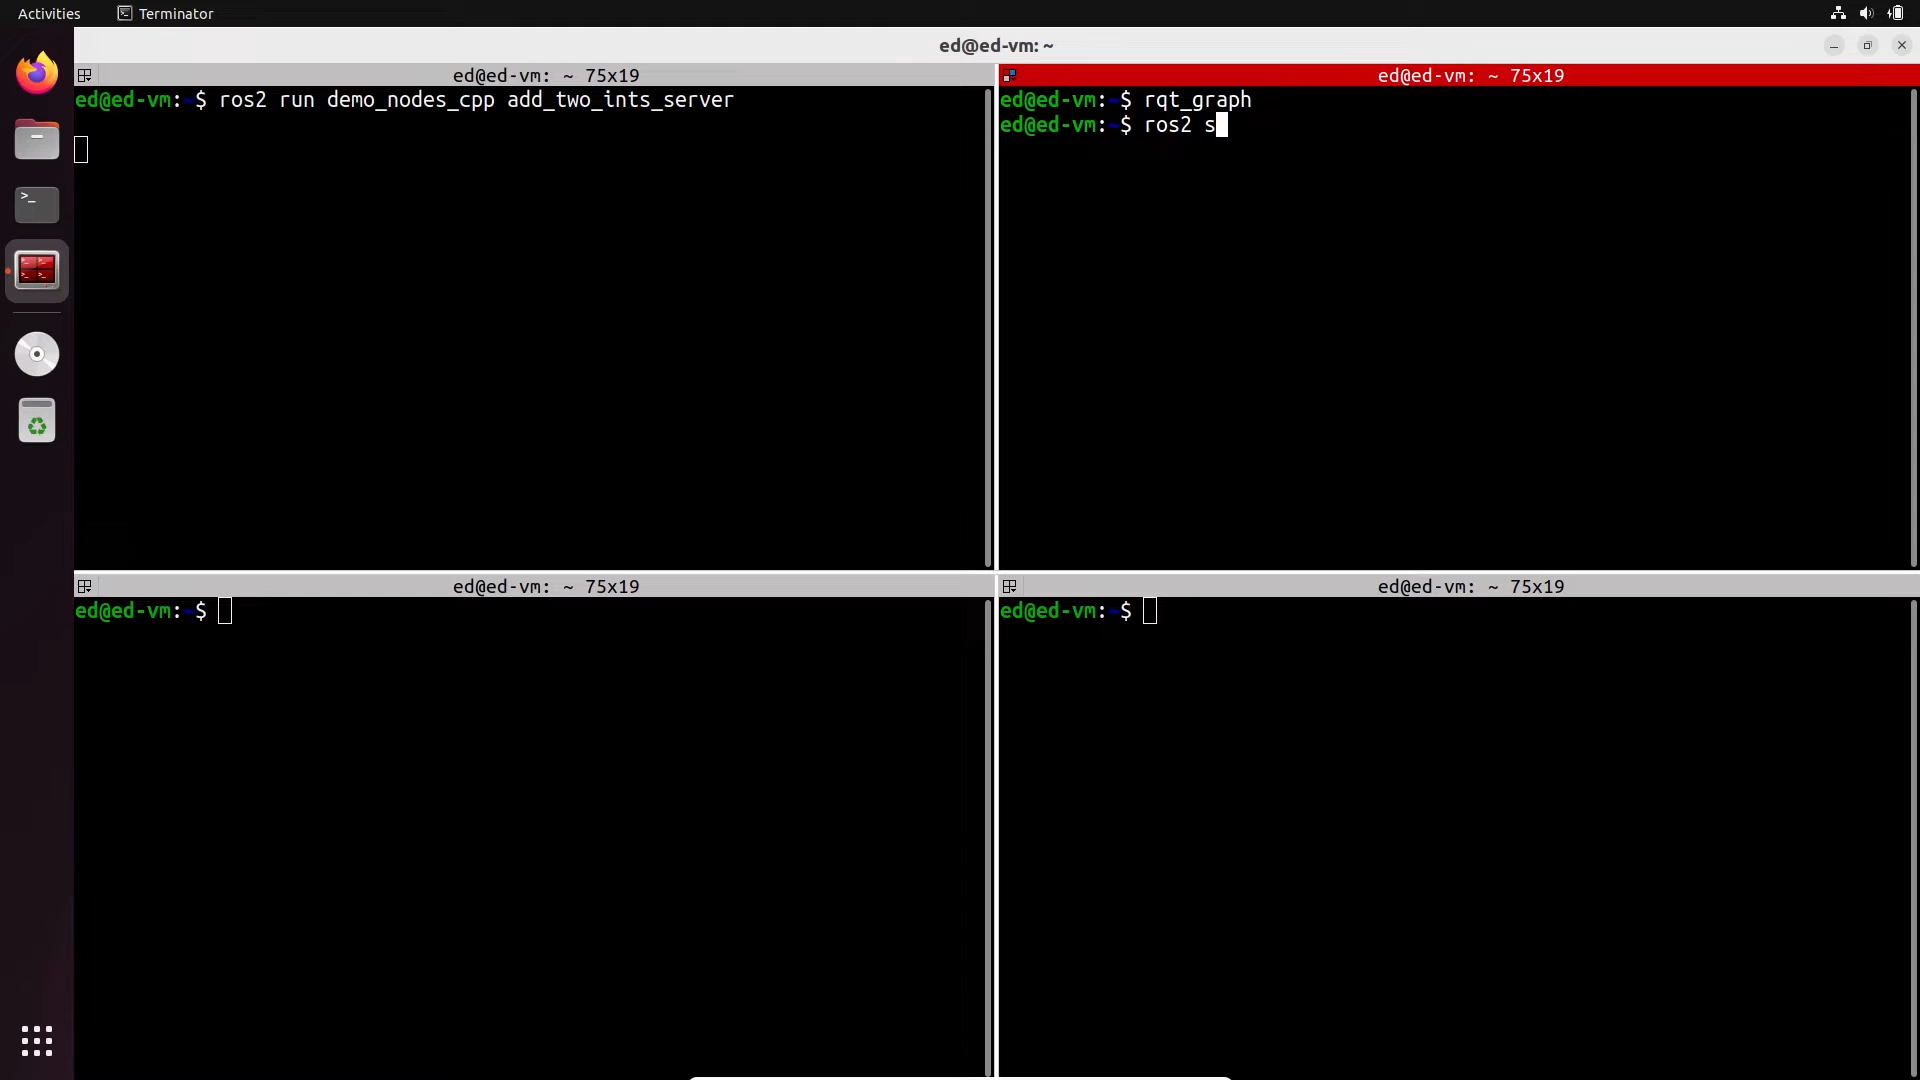 Activities
Terminator
ed@ed-vm: ~
ed@ed-vm: ~ 75x19
ed@ed-vm:~$ ros2 run demo_nodes_cpp add_two_ints_server
ed@ed-vm: ~ 75x19
ed@ed-vm:~$ rqt_graph
ed@ed-vm:~$ ros2 s
ed@ed-vm: ~ 75x19
ed@ed-vm:~$
ed@ed-vm: ~ 75x19
ed@ed-vm:~$